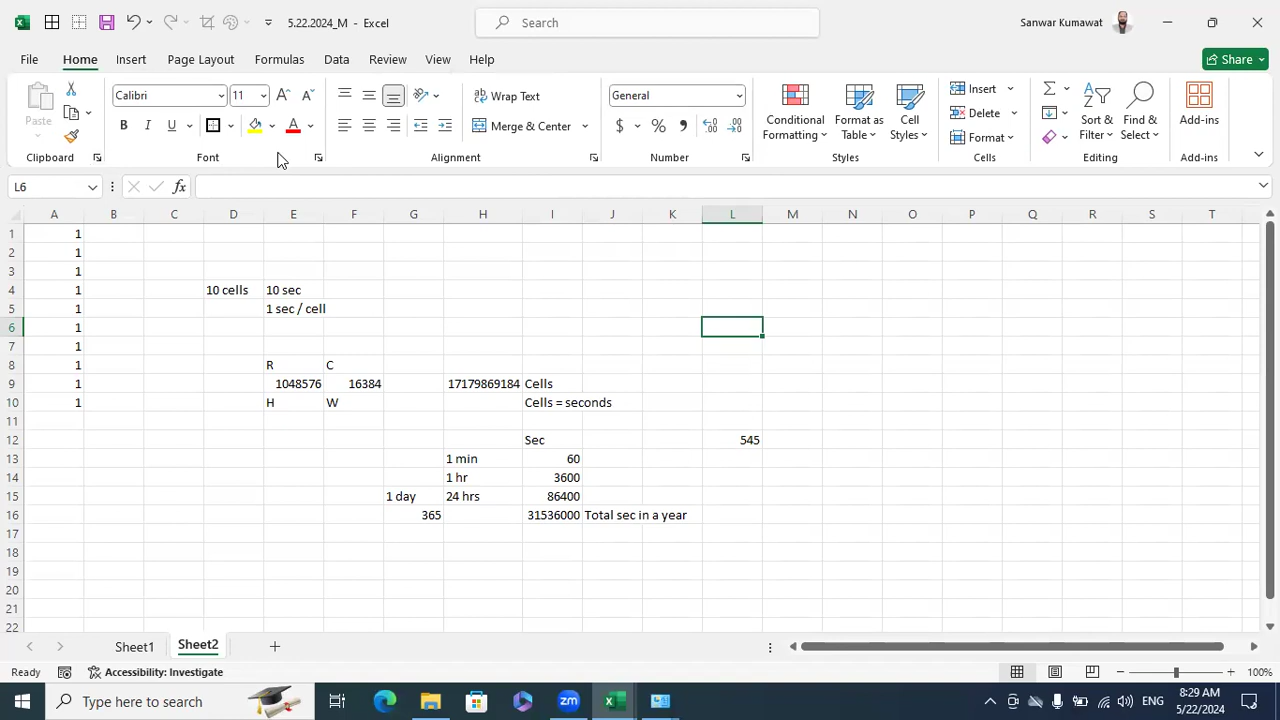 5.22.2024_M - Excel
Search
Sanwar Kumawat
File Home Insert Page Layout Formulas Data Review View Help
Share
Paste
Calibri 11
Wrap Text
Merge & Center
General
Conditional Formatting
Format as Table
Cell Styles
Insert
Delete
Format
Sort & Filter
Find & Select
Add-ins
Clipboard Font Alignment Number Styles Cells Editing Add-ins
L6 fx
A B C D E F G H I J K L M N O P Q R S T
1 1
2 1
3 1
4 1 10 cells 10 sec
5 1 1 sec / cell
6 1
7 1
8 1 R C
9 1 1048576 16384 17179869184 Cells
10 1 H W Cells = seconds
11
12 Sec 545
13 1 min 60
14 1 hr 3600
15 1 day 24 hrs 86400
16 365 31536000 Total sec in a year
17
18
19
20
21
22
Sheet1 Sheet2
Ready Accessibility: Investigate 100%
Type here to search
ENG
8:29 AM
5/22/2024